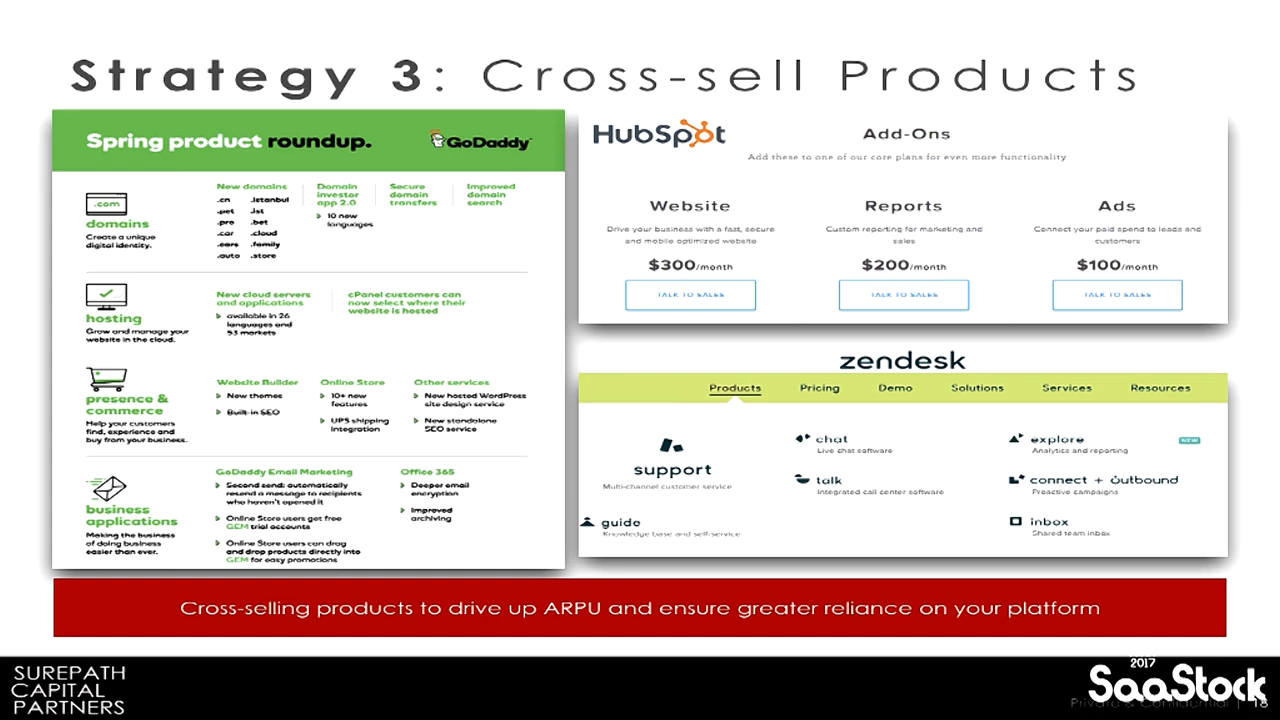 Strategy 3: Cross-sell Products
Spring product roundup.
GoDaddy
.com
domains
Create a unique
digital identity.
New domains
.cn .istanbul
.pet .ist
.pro .bet
.car .cloud
.cars .family
.auto .store
Domain
investor
app 2.0
10 new
languages
Secure
domain
transfers
Improved
domain
search
hosting
Grow and manage your
website in the cloud.
New cloud servers
and applications
available in 26
languages and
53 markets
cPanel customers can
now select where their
website is hosted
presence &
commerce
Help your customers
find, experience and
buy from your business.
Website Builder
New themes
Built-in SEO
Online Store
10+ new
features
UPS shipping
integration
Other services
New hosted WordPress
site design service
New standalone
SEO service
business
applications
Making the business
of doing business
easier than ever.
GoDaddy Email Marketing
Second send: automatically
resend a message to recipients
who haven't opened it
Online Store users get free
GEM trial accounts
Online Store users can drag
and drop products directly into
GEM for easy promotions
Office 365
Deeper email
encryption
Improved
archiving
HubSpot
Add-Ons
Add these to one of our core plans for even more functionality
Website
Drive your business with a fast, secure
and mobile optimized website
$300/month
TALK TO SALES
Reports
Custom reporting for marketing and
sales
$200/month
TALK TO SALES
Ads
Connect your paid spend to leads and
customers
$100/month
TALK TO SALES
zendesk
Products Pricing Demo Solutions Services Resources
support
Multi-channel customer service
guide
Knowledge base and self-service
chat
Live chat software
talk
Integrated call center software
explore NEW
Analytics and reporting
connect + outbound
Proactive campaigns
inbox
Shared team inbox
Cross-selling products to drive up ARPU and ensure greater reliance on your platform
SUREPATH
CAPITAL
PARTNERS
2017
SaaStock
Private & Confidential | 18